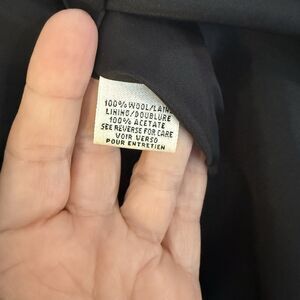 100% WOOL/LAINE
LINING/DOUBLURE
100% ACETATE
SEE REVERSE FOR CARE
VOIR VERSO
POUR ENTRETIEN